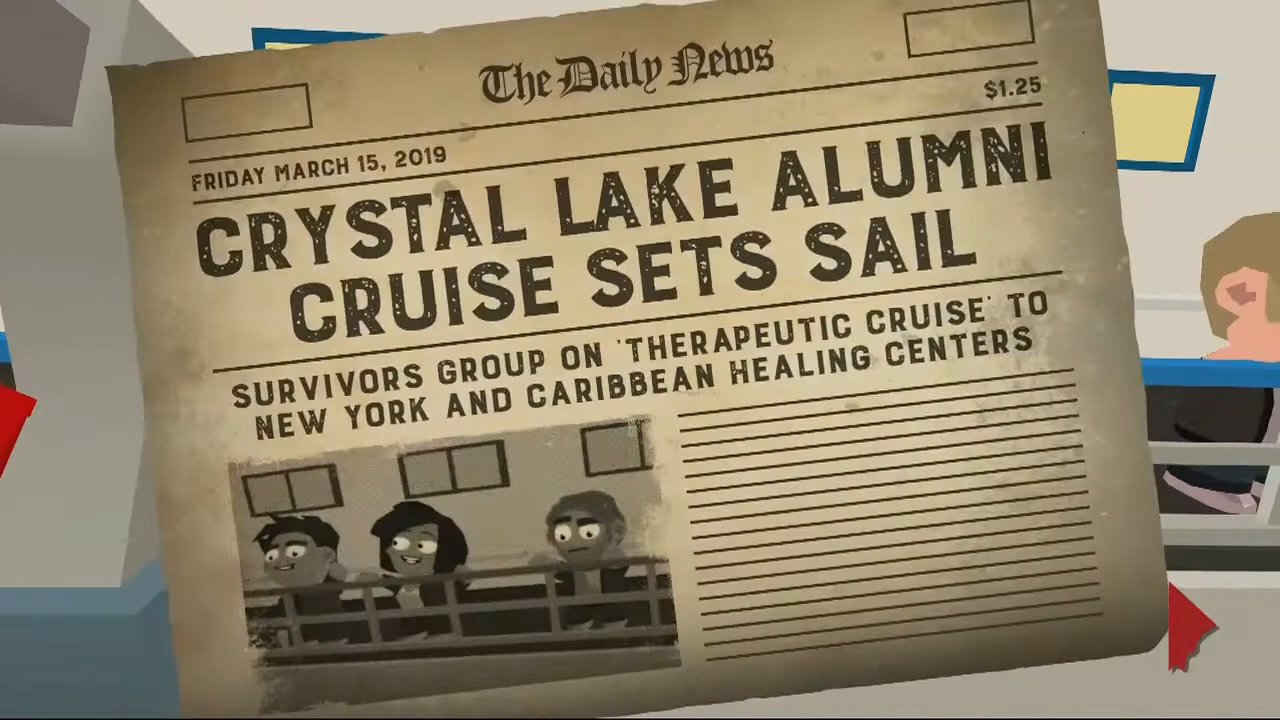 The Daily News
$1.25
FRIDAY MARCH 15, 2019
CRYSTAL LAKE ALUMNI
CRUISE SETS SAIL
SURVIVORS GROUP ON 'THERAPEUTIC CRUISE' TO
NEW YORK AND CARIBBEAN HEALING CENTERS